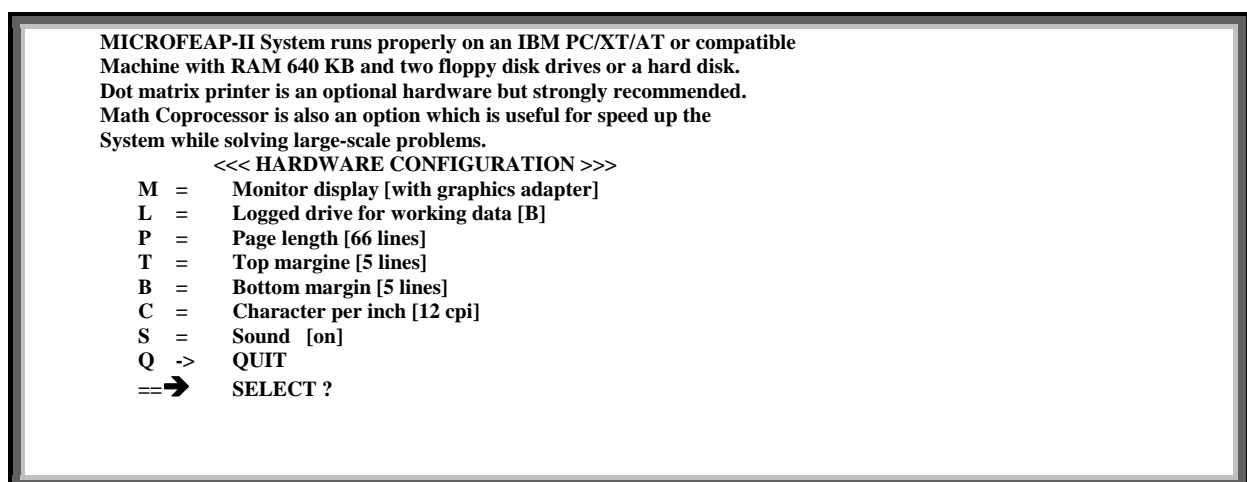 MICROFEAP-II System runs properly on an IBM PC/XT/AT or compatible
Machine with RAM 640 KB and two floppy disk drives or a hard disk.
Dot matrix printer is an optional hardware but strongly recommended.
Math Coprocessor is also an option which is useful for speed up the
System while solving large-scale problems.
<<< HARDWARE CONFIGURATION >>>
M = Monitor display [with graphics adapter]
L = Logged drive for working data [B]
P = Page length [66 lines]
T = Top margine [5 lines]
B = Bottom margin [5 lines]
C = Character per inch [12 cpi]
S = Sound [on]
Q -> QUIT
==➔ SELECT ?